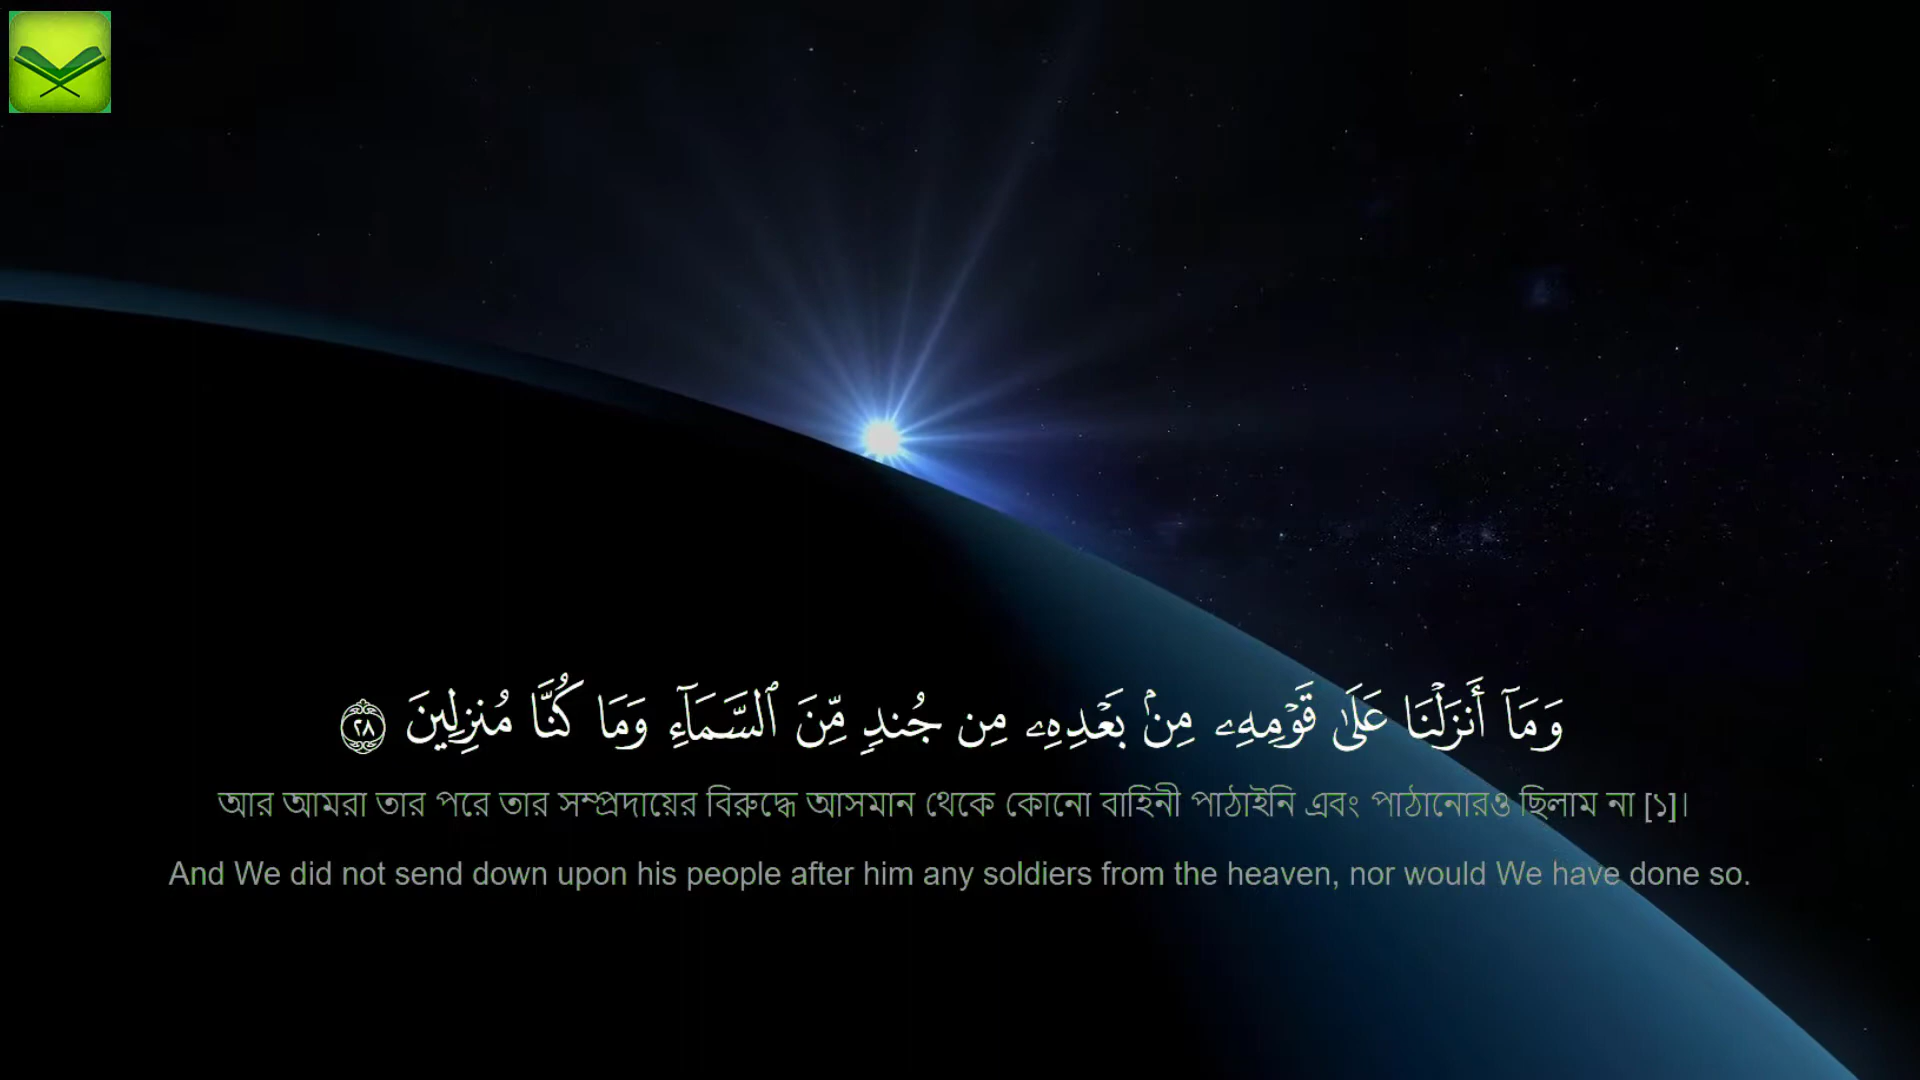 وَمَآ أَنزَلْنَا عَلَىٰ قَوْمِهِۦ مِنۢ بَعْدِهِۦ مِن جُندٍ مِّنَ ٱلسَّمَآءِ وَمَا كُنَّا مُنزِلِينَ ٢٨
আর আমরা তার পরে তার সম্প্রদায়ের বিরুদ্ধে আসমান থেকে কোনো বাহিনী পাঠাইনি এবং পাঠানোরও ছিলাম না [১]।
And We did not send down upon his people after him any soldiers from the heaven, nor would We have done so.